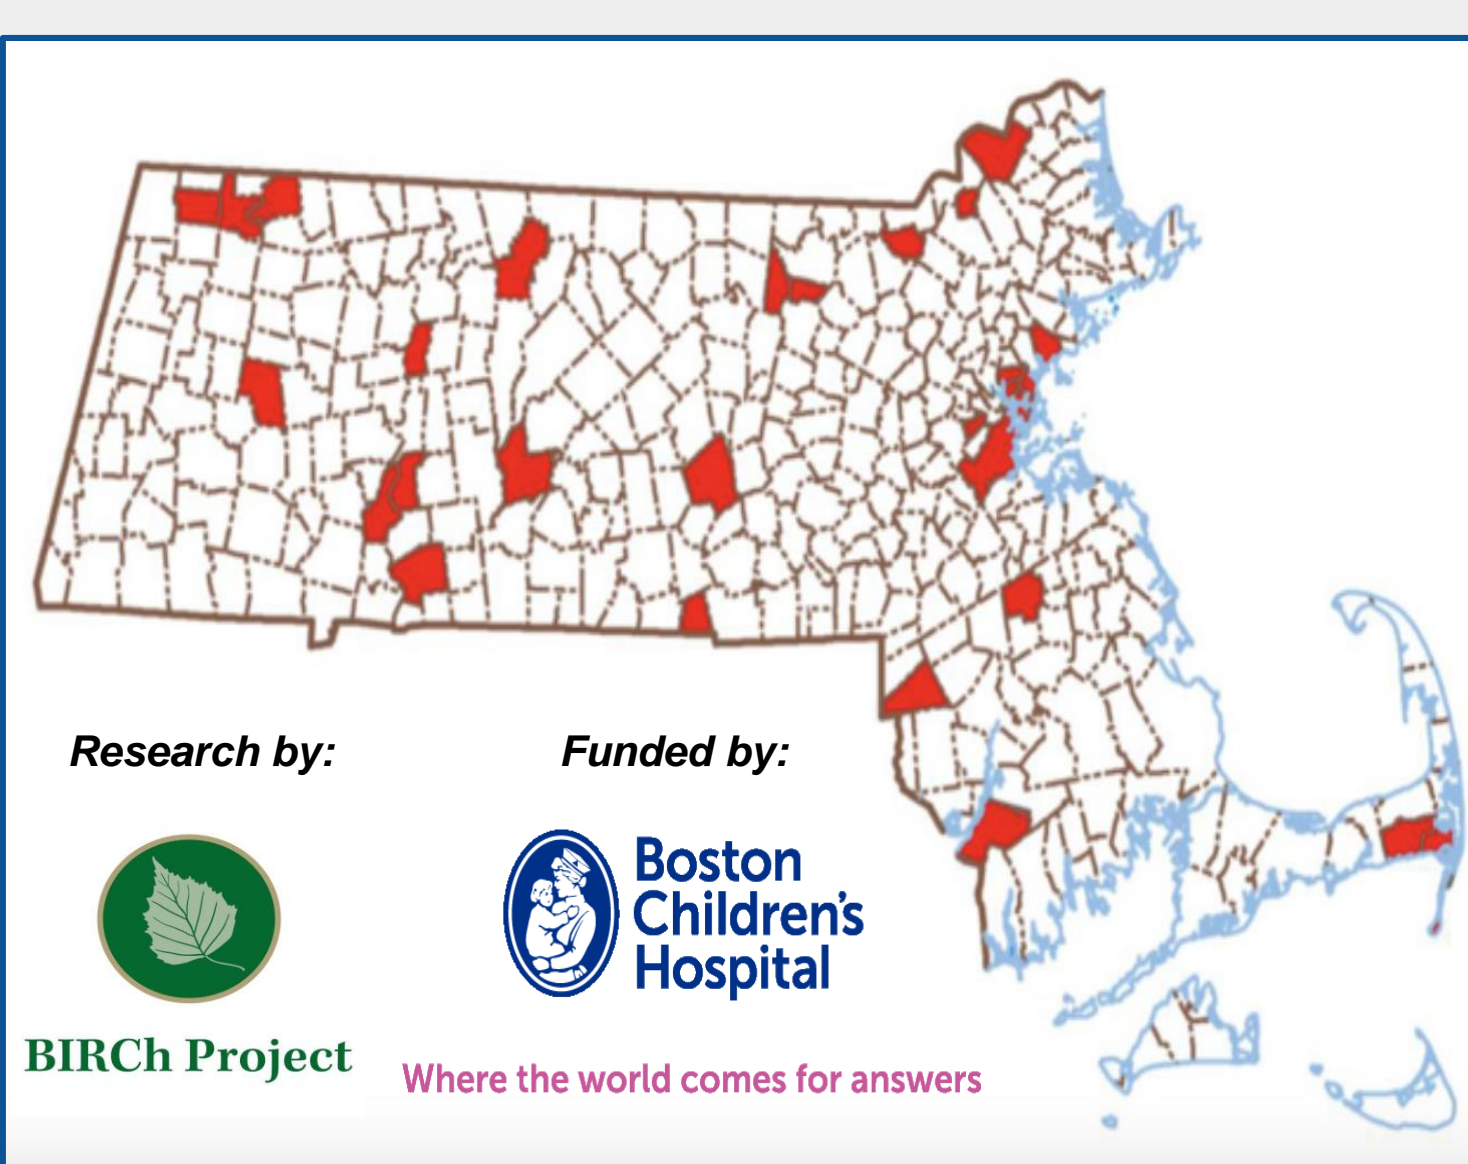 Research by:
Funded by:
Boston
Children's
Hospital
BIRCh Project
Where the world comes for answers